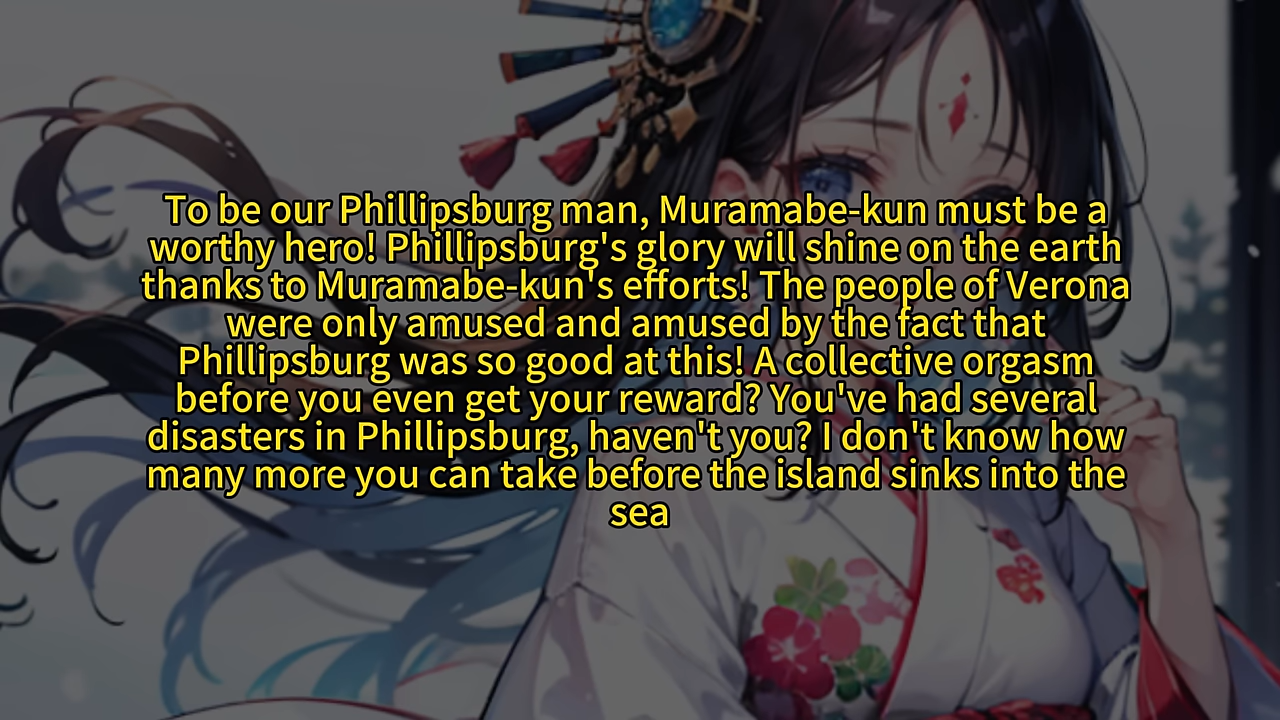 To be our Phillipsburg man, Muramabe-kun must be a
worthy hero! Phillipsburg's glory will shine on the earth
thanks to Muramabe-kun's efforts! The people of Verona
were only amused and amused by the fact that
Phillipsburg was so good at this! A collective orgasm
before you even get your reward? You've had several
disasters in Phillipsburg, haven't you? I don't know how
many more you can take before the island sinks into the
sea